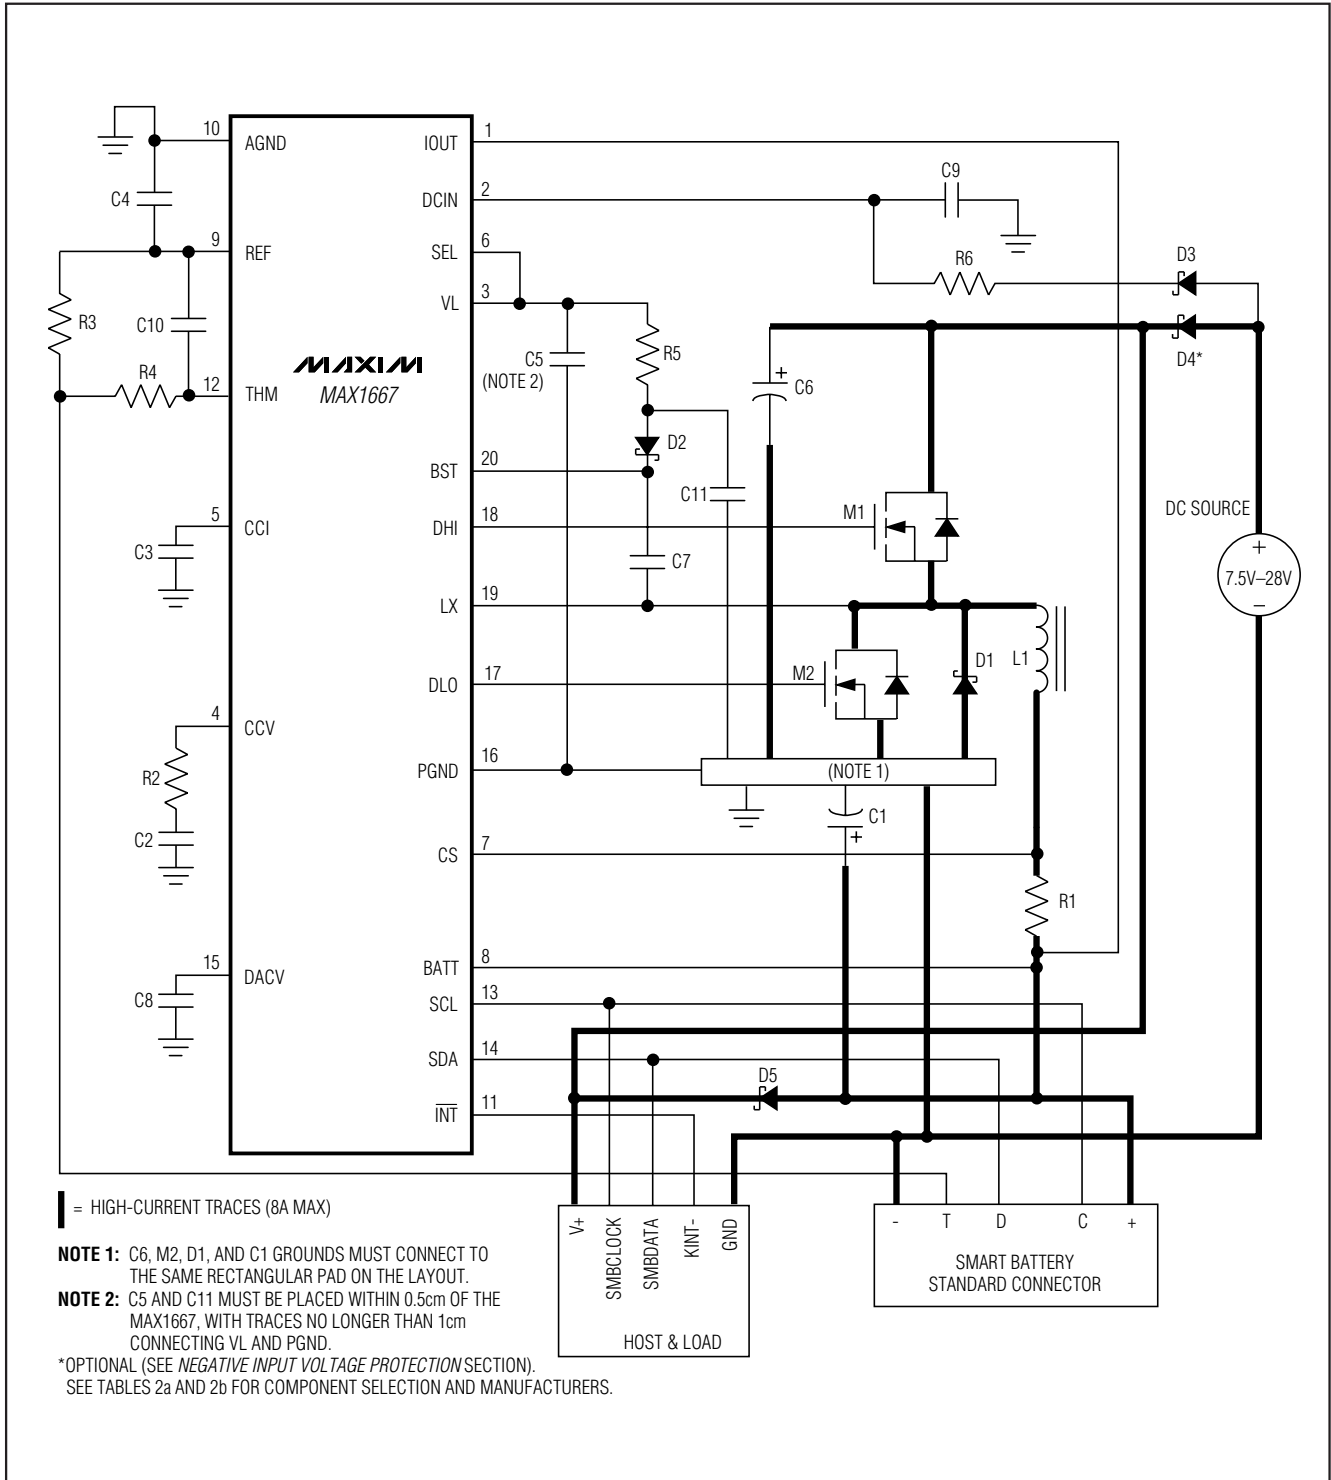 10
AGND
IOUT
1
C4
DCIN
2
C9
9
REF
SEL
6
R6
D3
VL
3
R3
C10
C5
(NOTE 2)
R5
C6
+
D4*
MAXIM
MAX1667
R4
12
THM
D2
BST
20
C11
M1
DC SOURCE
5
CCI
DHI
18
C3
C7
+
7.5V–28V
−
LX
19
M2
D1
L1
DLO
17
4
CCV
R2
PGND
16
(NOTE 1)
C2
C1
+
CS
7
R1
15
DACV
BATT
8
C8
SCL
13
SDA
14
D5
INT
11
= HIGH-CURRENT TRACES (8A MAX)
NOTE 1: C6, M2, D1, AND C1 GROUNDS MUST CONNECT TO
THE SAME RECTANGULAR PAD ON THE LAYOUT.
NOTE 2: C5 AND C11 MUST BE PLACED WITHIN 0.5cm OF THE
MAX1667, WITH TRACES NO LONGER THAN 1cm
CONNECTING VL AND PGND.
*OPTIONAL (SEE NEGATIVE INPUT VOLTAGE PROTECTION SECTION).
SEE TABLES 2a AND 2b FOR COMPONENT SELECTION AND MANUFACTURERS.
V+
SMBCLOCK
SMBDATA
KINT-
GND
HOST & LOAD
- T D C +
SMART BATTERY
STANDARD CONNECTOR